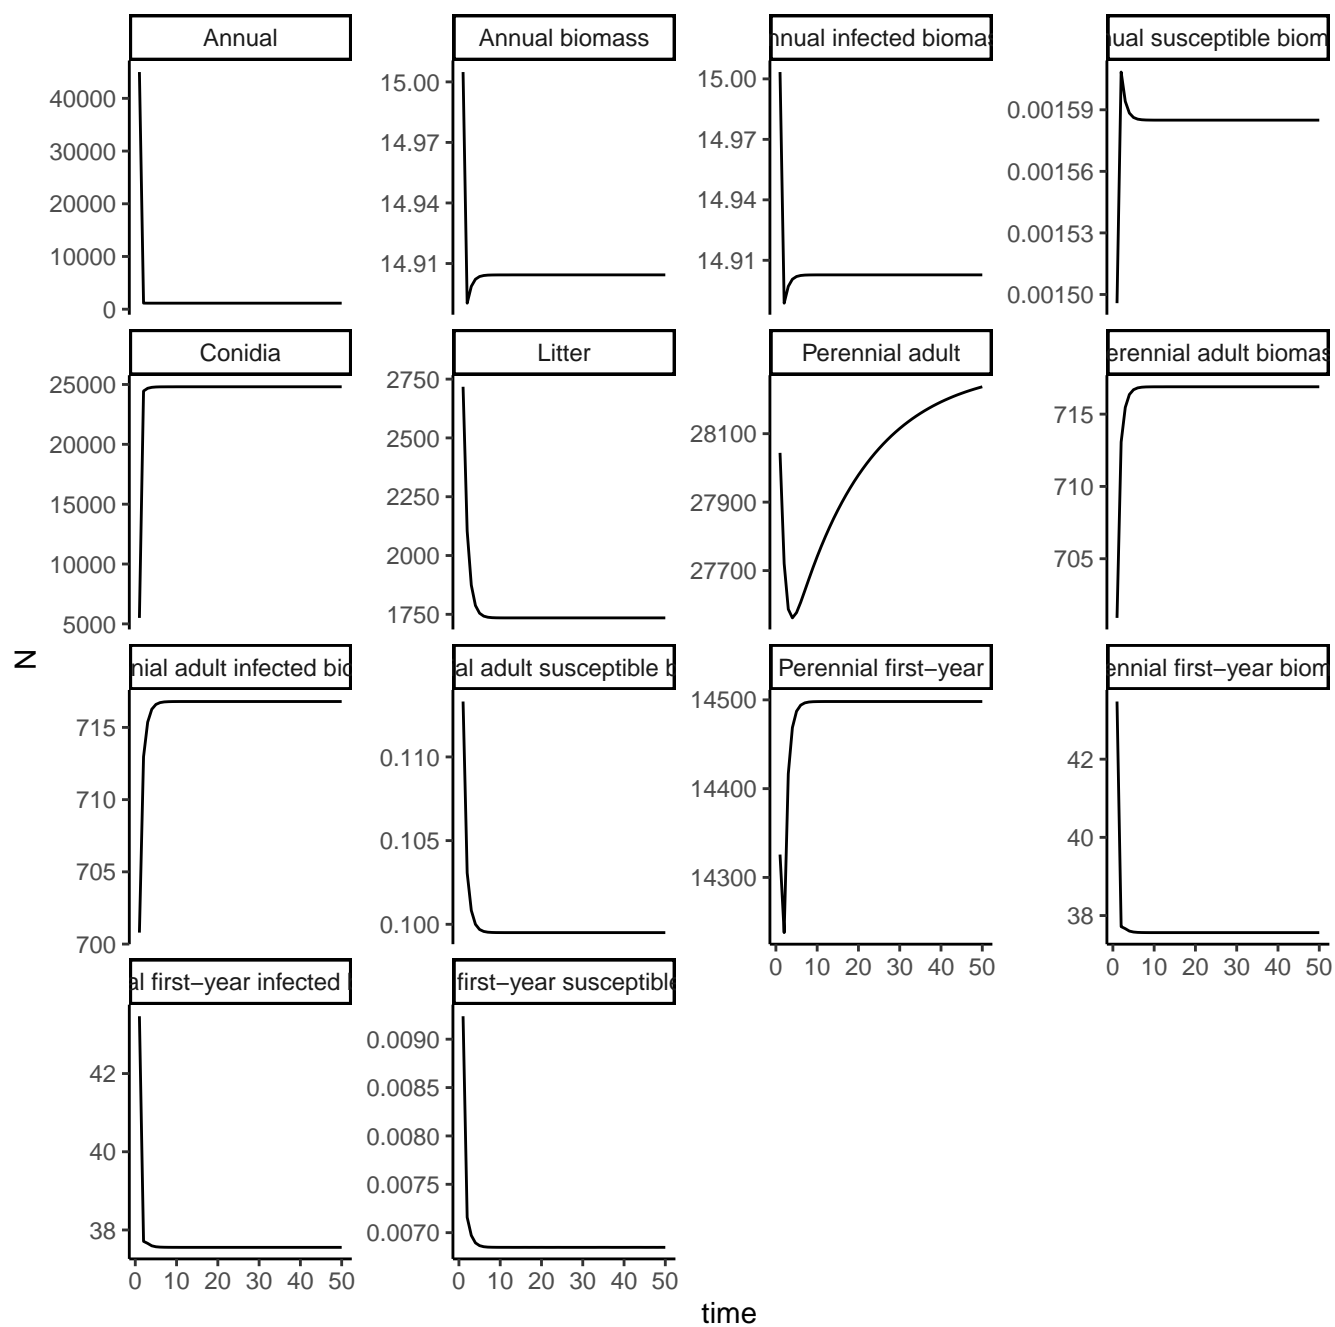 Annual
Annual biomass
nnual infected biomas
ual susceptible biom
40000
30000
20000
10000
0
15.00
14.97
14.94
14.91
15.00
14.97
14.94
14.91
0.00159
0.00156
0.00153
0.00150
Conidia
Litter
Perennial adult
erennial adult biomas
25000
20000
15000
10000
5000
2750
2500
2250
2000
1750
28100
27900
27700
715
710
705
N
nial adult infected bio
al adult susceptible b
Perennial first−year
ennial first−year biom
715
710
705
700
0.110
0.105
0.100
14500
14400
14300
42
40
38
0 10 20 30 40 50
0 10 20 30 40 50
al first−year infected
first−year susceptible
42
40
38
0.0090
0.0085
0.0080
0.0075
0.0070
0 10 20 30 40 50
0 10 20 30 40 50
time